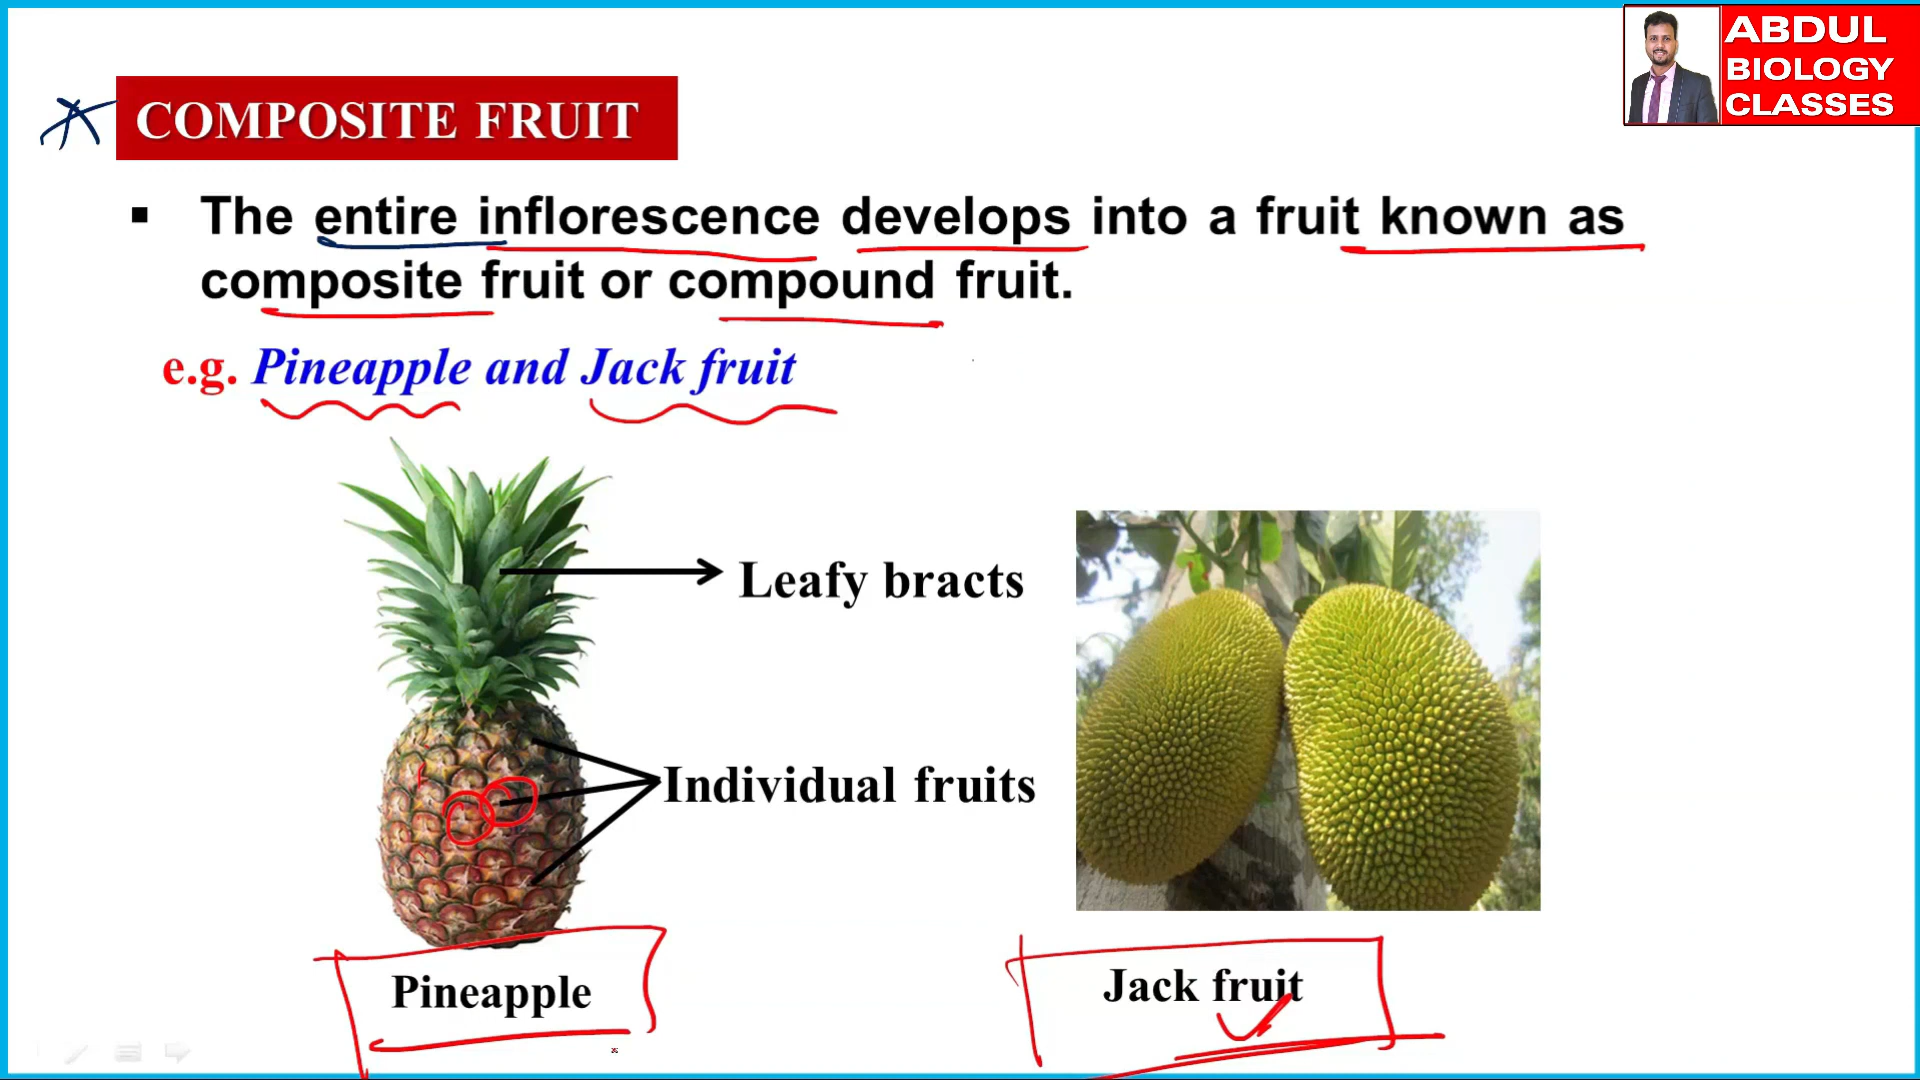 ABDUL
BIOLOGY
CLASSES
COMPOSITE FRUIT
▪ The entire inflorescence develops into a fruit known as
composite fruit or compound fruit.
e.g. Pineapple and Jack fruit
Leafy bracts
Individual fruits
Pineapple
Jack fruit